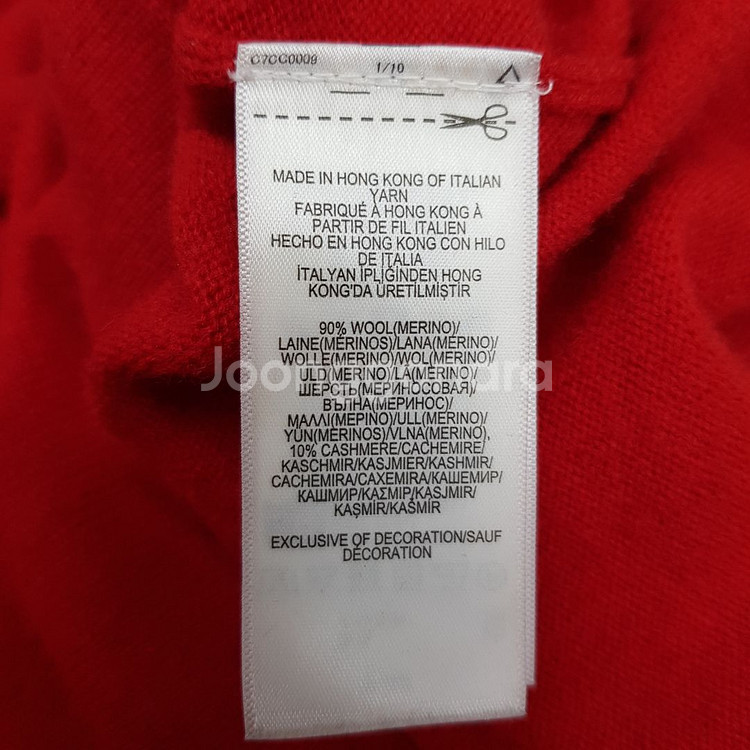 C7CC0009 1/10
MADE IN HONG KONG OF ITALIAN
YARN
FABRIQUÉ À HONG KONG À
PARTIR DE FIL ITALIEN
HECHO EN HONG KONG CON HILO
DE ITALIA
İTALYAN İPLİĞİNDEN HONG
KONG'DA ÜRETİLMİŞTİR
90% WOOL(MERINO)/
LAINE(MÉRINOS)/LANA(MERINO)/
WOLLE(MERINO)/WOL(MERINO)/
ULD(MERINO)/LÃ(MERINO)/
ШЕРСТЬ(МЕРИНОСОВАЯ)/
ВЪЛНА(МЕРИНОС)/
ΜΑΛΛΙ(ΜΕΡΙΝΟ)/ULL(MERINO)/
YÜN(MERİNOS)/VLNA(MERINO),
10% CASHMERE/CACHEMIRE/
KASCHMIR/KASJMIER/KASHMIR/
CACHEMIRA/CAXEMIRA/КАШЕМИР/
КАШМИР/ΚΑΣΜΙΡ/KASJMIR/
KAŞMİR/KAŠMÍR
EXCLUSIVE OF DECORATION/SAUF
DÉCORATION